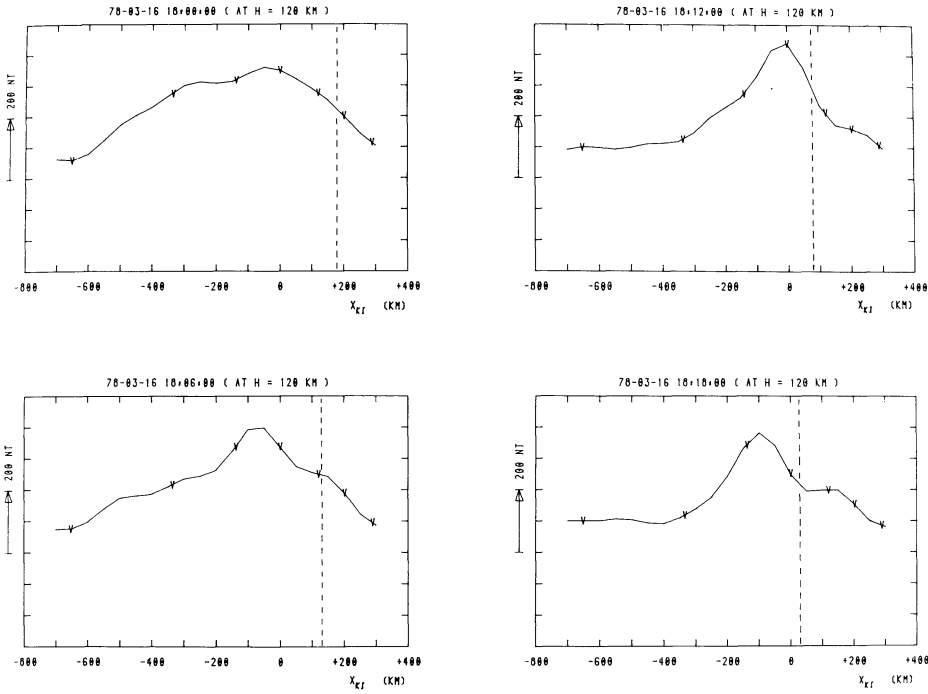 78-03-16 18:00:00 ( AT H = 120 KM )
200 NT
-800 -600 -400 -200 0 +200 +400
X_KI (KM)
78-03-16 18:12:00 ( AT H = 120 KM )
200 NT
-800 -600 -400 -200 0 +200 +400
X_KI (KM)
78-03-16 18:06:00 ( AT H = 120 KM )
200 NT
-800 -600 -400 -200 0 +200 +400
X_KI (KM)
78-03-16 18:18:00 ( AT H = 120 KM )
200 NT
-800 -600 -400 -200 0 +200 +400
X_KI (KM)